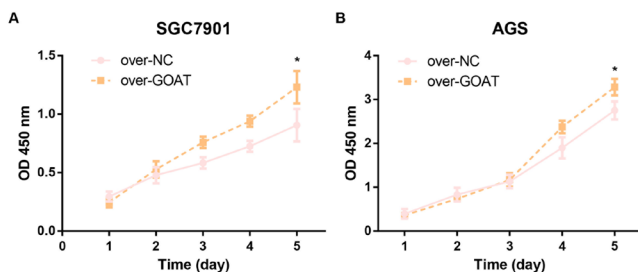 A
SGC7901
over-NC
over-GOAT
*
1.5
1.0
0.5
0.0
OD 450 nm
0 1 2 3 4 5
Time (day)
B
AGS
over-NC
over-GOAT
*
4
3
2
1
0
OD 450 nm
1 2 3 4 5
Time (day)